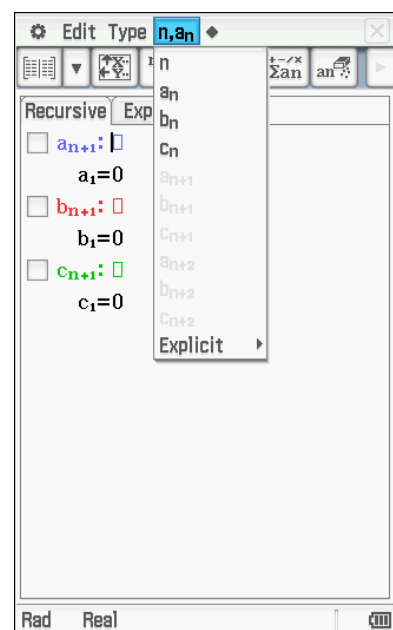 Edit Type n,aₙ
n
aₙ
bₙ
cₙ
aₙ₊₁
bₙ₊₁
cₙ₊₁
aₙ₊₂
bₙ₊₂
cₙ₊₂
Explicit
Σan an
Recursive Exp
aₙ₊₁:
a₁=0
bₙ₊₁:
b₁=0
cₙ₊₁:
c₁=0
Rad Real